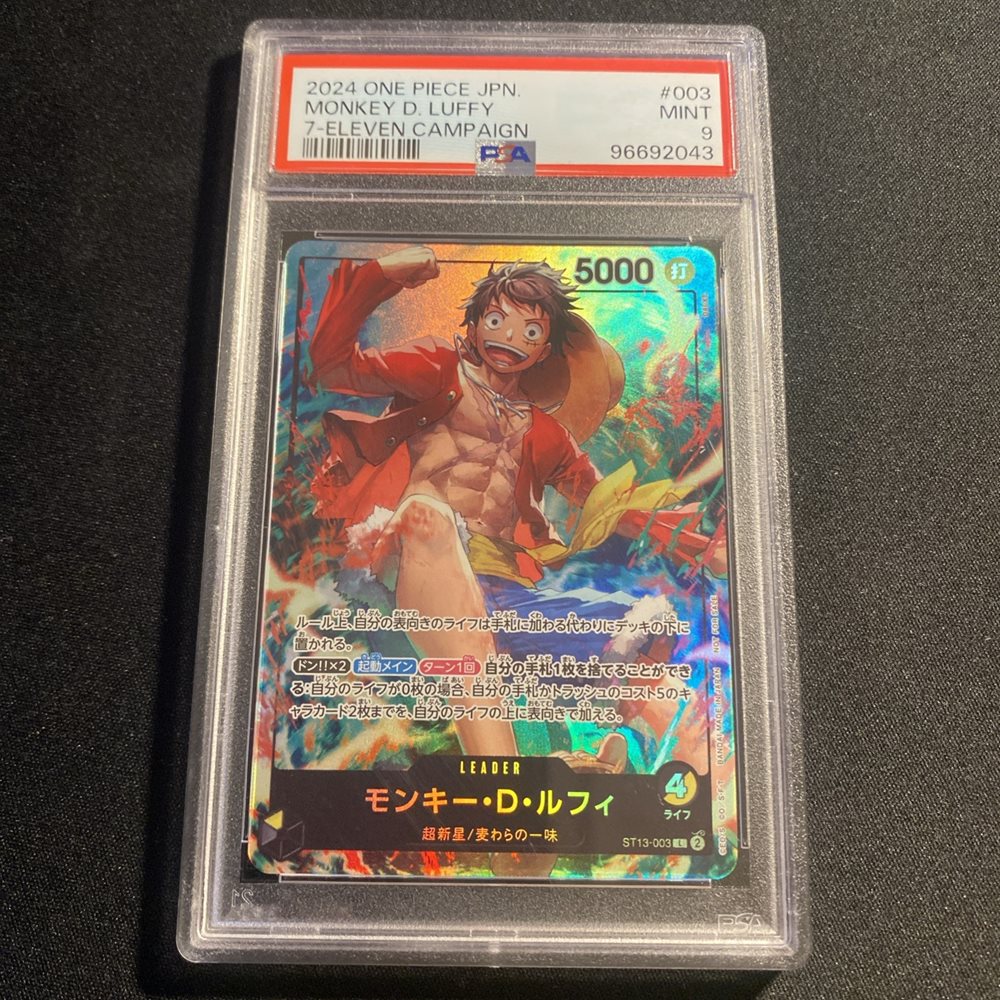 2024 ONE PIECE JPN.
#003
MONKEY D. LUFFY
MINT
7-ELEVEN CAMPAIGN
9
PSA
96692043
5000 打
ルール上、自分の表向きのライフは手札に加わる代わりにデッキの下に
置かれる。
ドン!!×2 起動メイン ターン1回 自分の手札1枚を捨てることができ
る:自分のライフが0枚の場合、自分の手札かトラッシュのコスト5のキ
ャラカード2枚までを、自分のライフの上に表向きで加える。
BANDAI MADE IN JAPAN NOT FOR SALE
LEADER
モンキー・D・ルフィ
4
ライフ
超新星/麦わらの一味
ST13-003 L 2
PSA